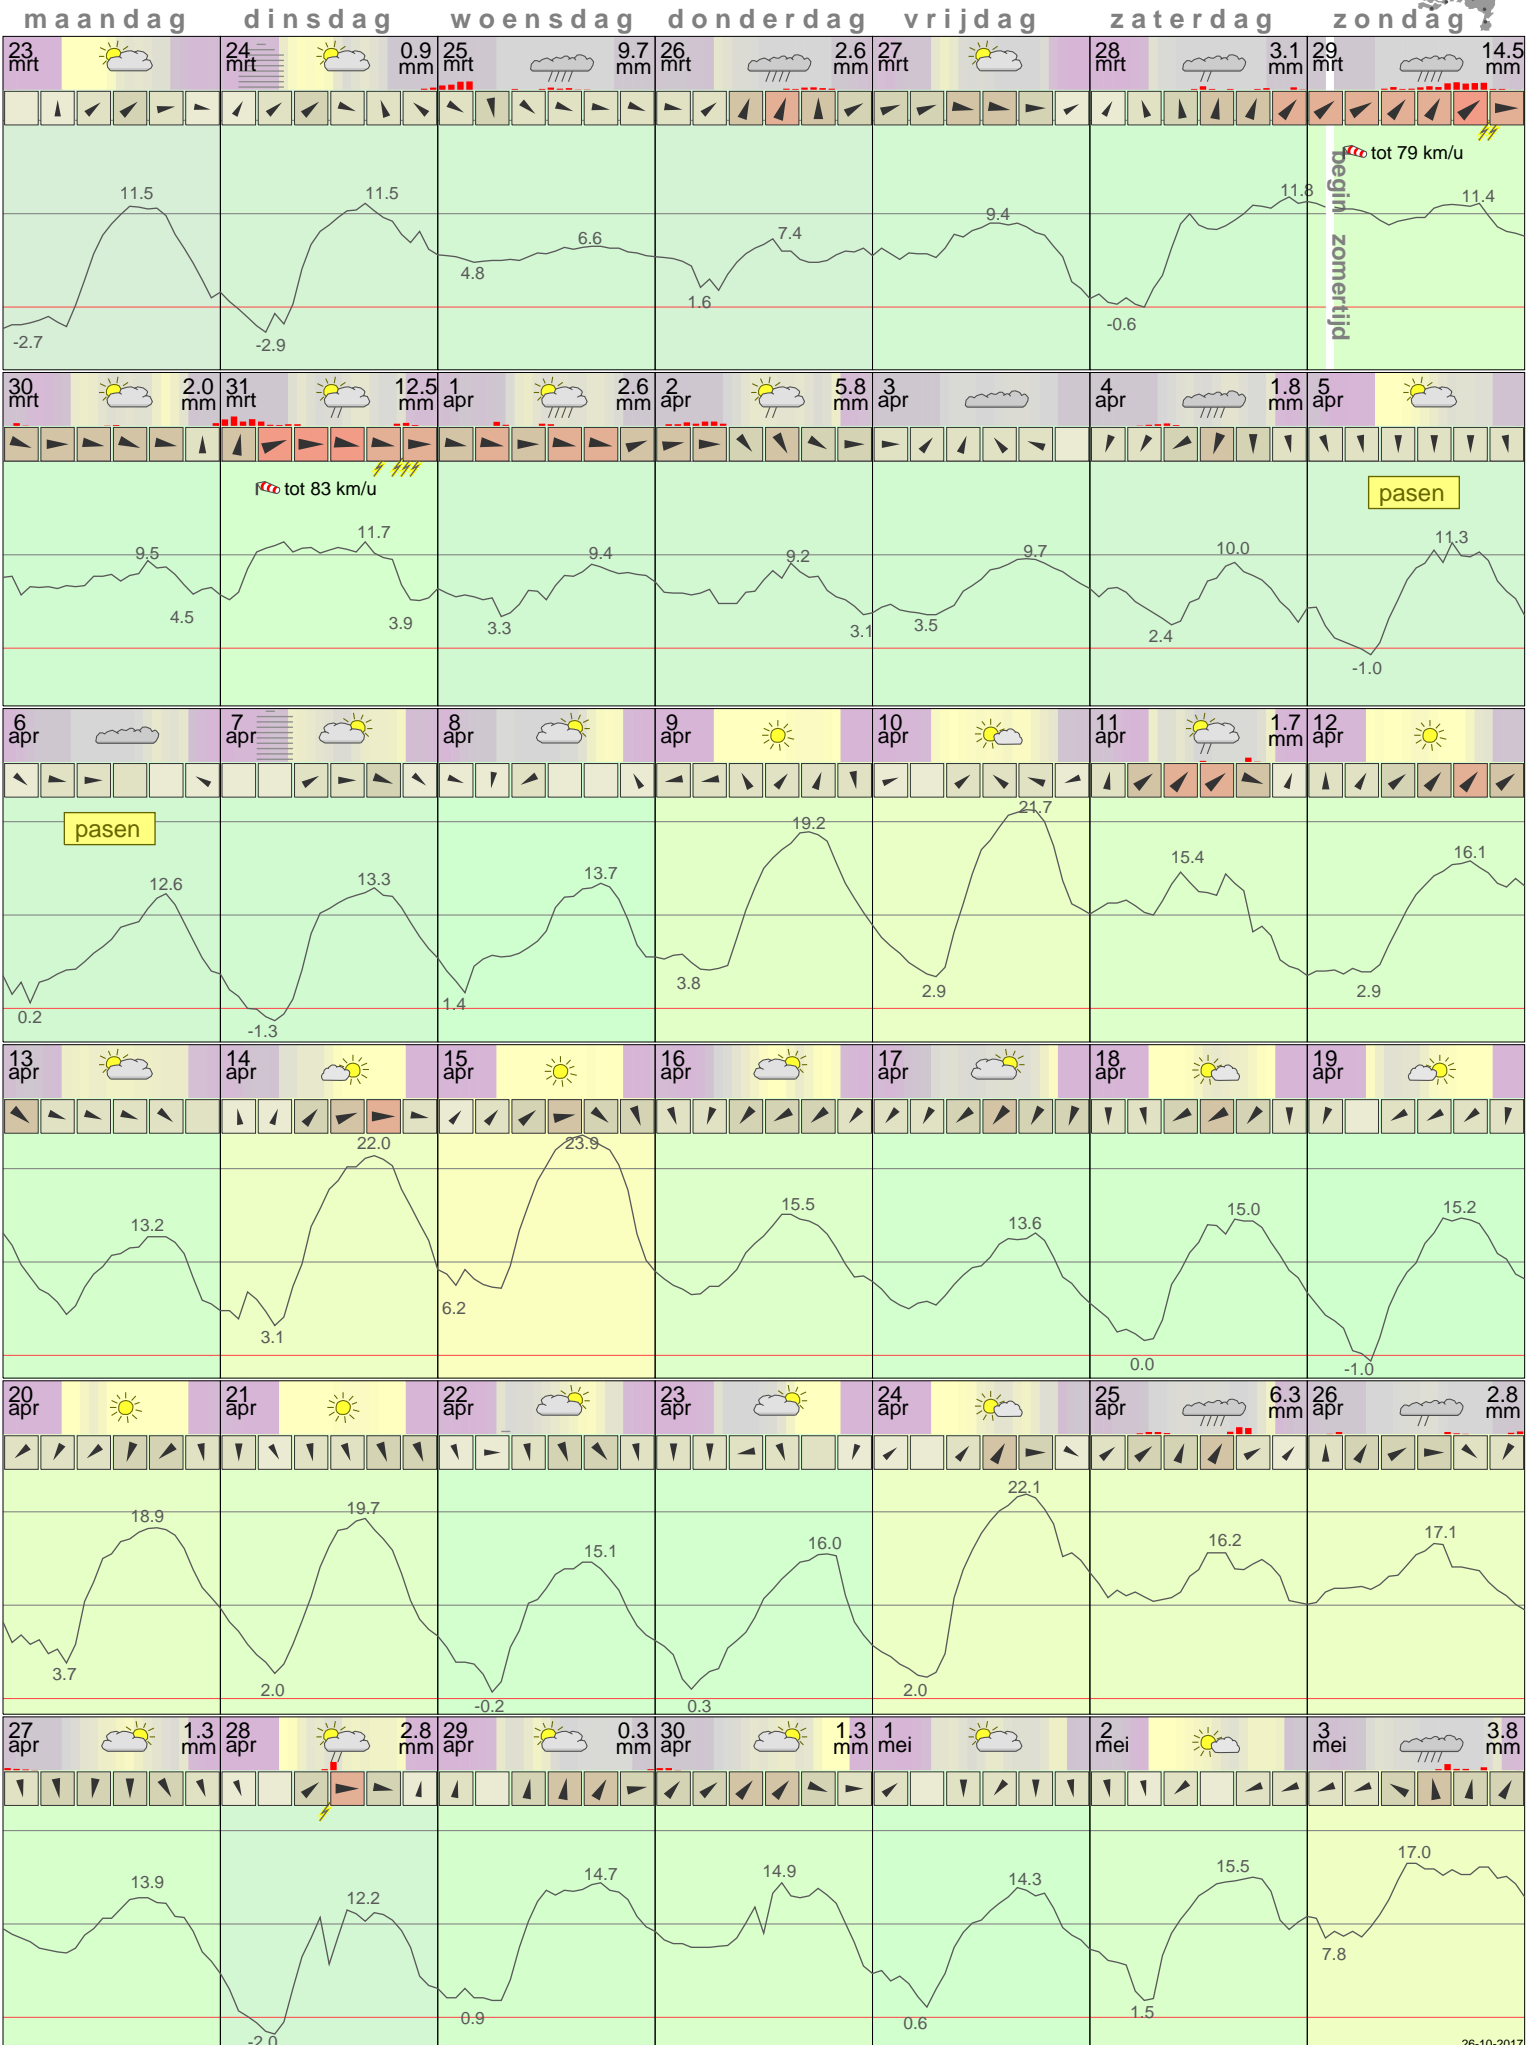 maandag dinsdag woensdag donderdag vrijdag zaterdag zondag
23 mrt 24 mrt 0.9 mm 25 mrt 9.7 mm 26 mrt 2.6 mm 27 mrt 28 mrt 3.1 mm 29 mrt 14.5 mm
tot 79 km/u
begin zomertijd
11.5 11.5 6.6 7.4 9.4 11.8 11.4
-2.7 -2.9 4.8 1.6 -0.6
30 mrt 2.0 mm 31 mrt 12.5 mm 1 apr 2.6 mm 2 apr 5.8 mm 3 apr 4 apr 1.8 mm 5 apr
tot 83 km/u pasen
9.5 11.7 9.4 9.2 9.7 10.0 11.3
4.5 3.9 3.3 3.1 3.5 2.4 -1.0
6 apr 7 apr 8 apr 9 apr 10 apr 11 apr 1.7 mm 12 apr
pasen
12.6 13.3 13.7 19.2 21.7 15.4 16.1
0.2 -1.3 1.4 3.8 2.9 2.9
13 apr 14 apr 15 apr 16 apr 17 apr 18 apr 19 apr
13.2 22.0 23.9 15.5 13.6 15.0 15.2
3.1 6.2 0.0 -1.0
20 apr 21 apr 22 apr 23 apr 24 apr 25 apr 6.3 mm 26 apr 2.8 mm
18.9 19.7 15.1 16.0 22.1 16.2 17.1
3.7 2.0 -0.2 0.3 2.0
27 apr 1.3 mm 28 apr 2.8 mm 29 apr 0.3 mm 30 apr 1.3 mm 1 mei 2 mei 3 mei 3.8 mm
13.9 12.2 14.7 14.9 14.3 15.5 17.0
-2.0 0.9 0.6 1.5 7.8
26-10-2017